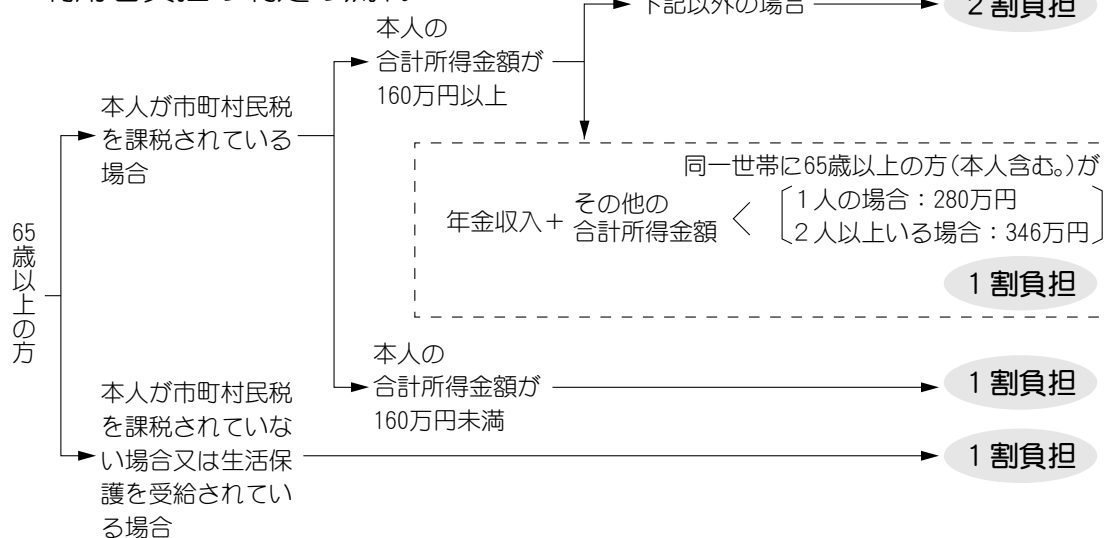 下記以外の場合
2割負担
本人の
合計所得金額が
160万円以上
本人が市町村民税
を課税されている
場合
同一世帯に65歳以上の方(本人含む。)が
年金収入＋
その他の
合計所得金額
＜
1人の場合：280万円
2人以上いる場合：346万円
1割負担
65歳以上の方
本人の
合計所得金額が
160万円未満
1割負担
本人が市町村民税
を課税されていな
い場合又は生活保
護を受給されてい
る場合
1割負担